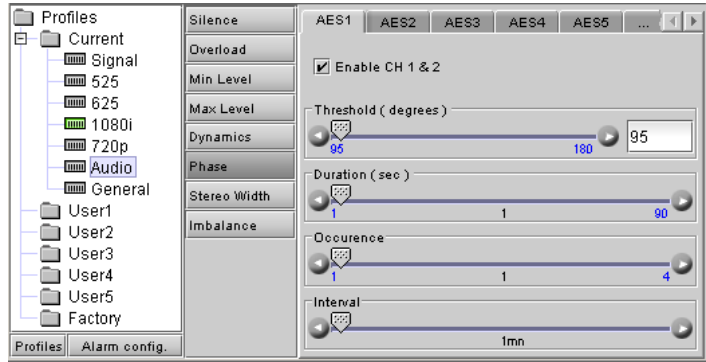 Profiles
Current
Signal
525
625
1080i
720p
Audio
General
User1
User2
User3
User4
User5
Factory
Profiles
Alarm config.
Silence
Overload
Min Level
Max Level
Dynamics
Phase
Stereo Width
Imbalance
AES1 AES2 AES3 AES4 AES5 ...
Enable CH 1 & 2
Threshold ( degrees )
95 180 95
Duration ( sec )
1 1 90
Occurence
1 1 4
Interval
1mn